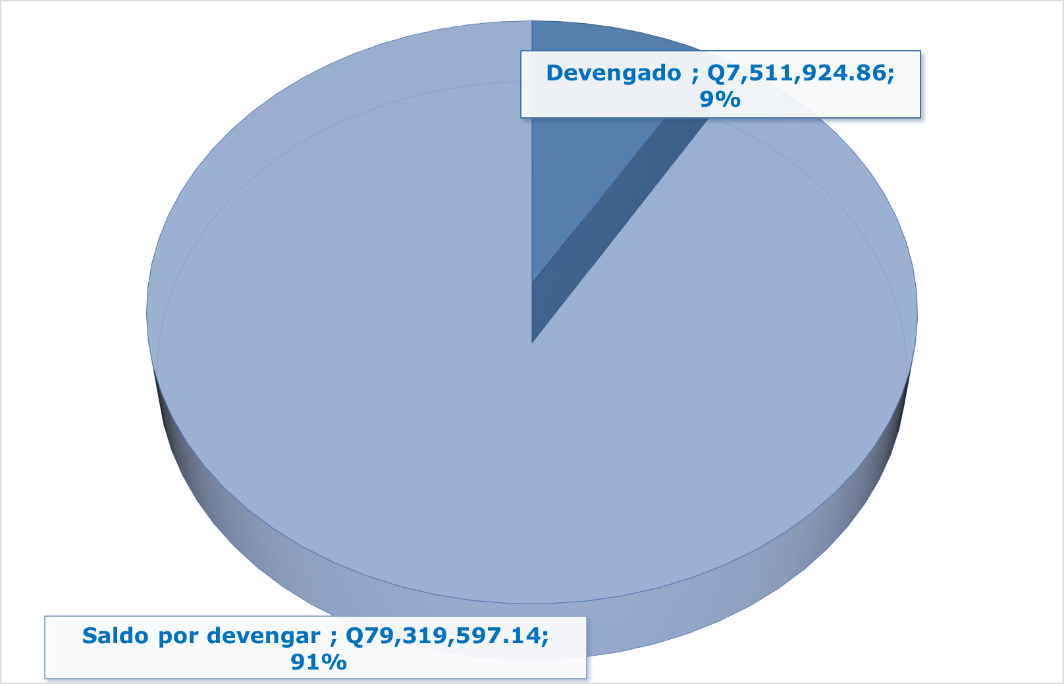 Devengado ; Q7,511,924.86;
9%
Saldo por devengar ; Q79,319,597.14;
91%